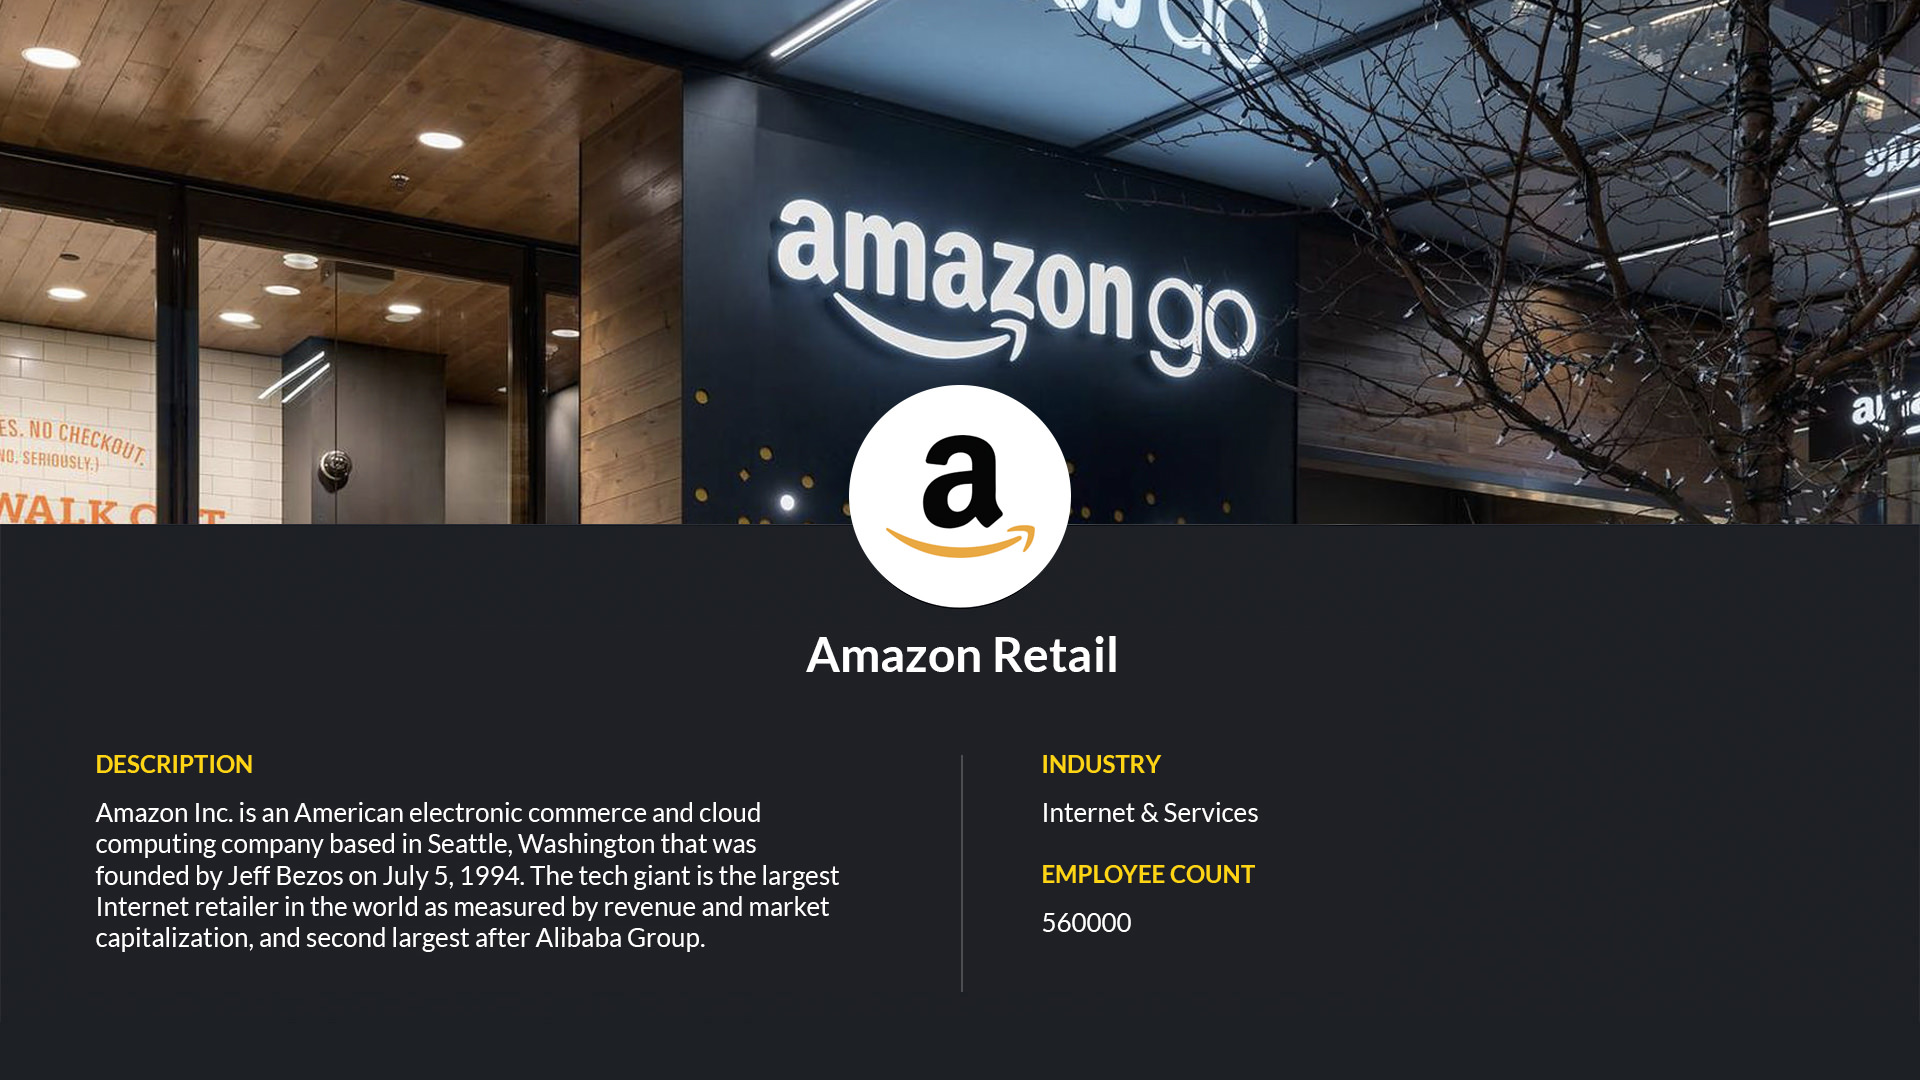 go
amazon go
ES. NO CHECKOUT.
NO, SERIOUSLY.)
WALK
a
Amazon Retail
DESCRIPTION
Amazon Inc. is an American electronic commerce and cloud
computing company based in Seattle, Washington that was
founded by Jeff Bezos on July 5, 1994. The tech giant is the largest
Internet retailer in the world as measured by revenue and market
capitalization, and second largest after Alibaba Group.
INDUSTRY
Internet & Services
EMPLOYEE COUNT
560000